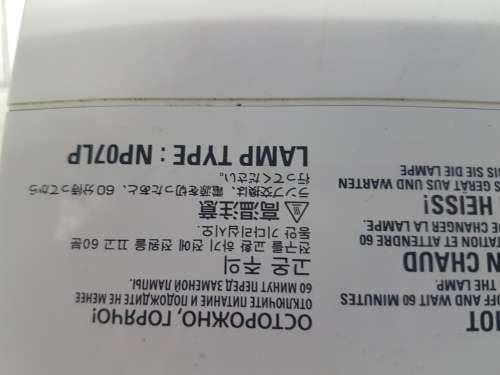 HOT
OFF AND WAIT 60 MINUTES
THE LAMP.
CHAUD
TATION ET ATTENDRE 60
DE CHANGER LA LAMPE.
HEISS!
GERÄT AUS UND WARTEN
BIS SIE DIE LAMPE
ОСТОРОЖНО, ГОРЯЧО!
ОТКЛЮЧИТЕ ПИТАНИЕ И ПОДОЖДИТЕ НЕ МЕНЕЕ
60 МИНУТ ПЕРЕД ЗАМЕНОЙ ЛАМПЫ.
고온 주의
전구를 교환 하기 전에 전원을 끄고 60분
동안 기다리십시오.
高温注意
ランプ交換は、電源を切ったあと、60 分待ってから
行ってください。
LAMP TYPE : NP07LP